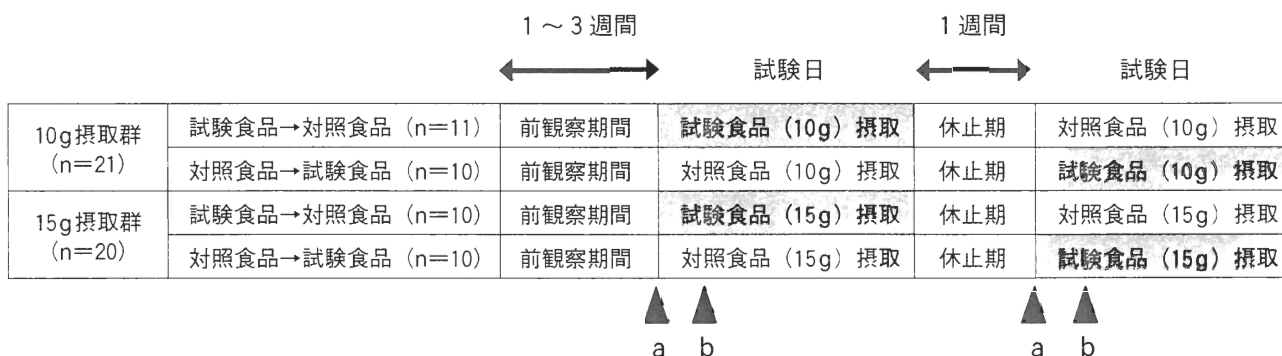 1～3週間 1週間
試験日 試験日
10g摂取群 (n=21) 試験食品→対照食品（n=11） 前観察期間 試験食品（10g）摂取 休止期 対照食品（10g）摂取
対照食品→試験食品（n=10） 前観察期間 対照食品（10g）摂取 休止期 試験食品（10g）摂取
15g摂取群 (n=20) 試験食品→対照食品（n=10） 前観察期間 試験食品（15g）摂取 休止期 対照食品（15g）摂取
対照食品→試験食品（n=10） 前観察期間 対照食品（15g）摂取 休止期 試験食品（15g）摂取
a b a b